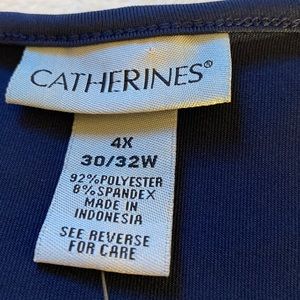 CATHERINES®
4X
30/32W
92%POLYESTER
8%SPANDEX
MADE IN
INDONESIA
SEE REVERSE
FOR CARE